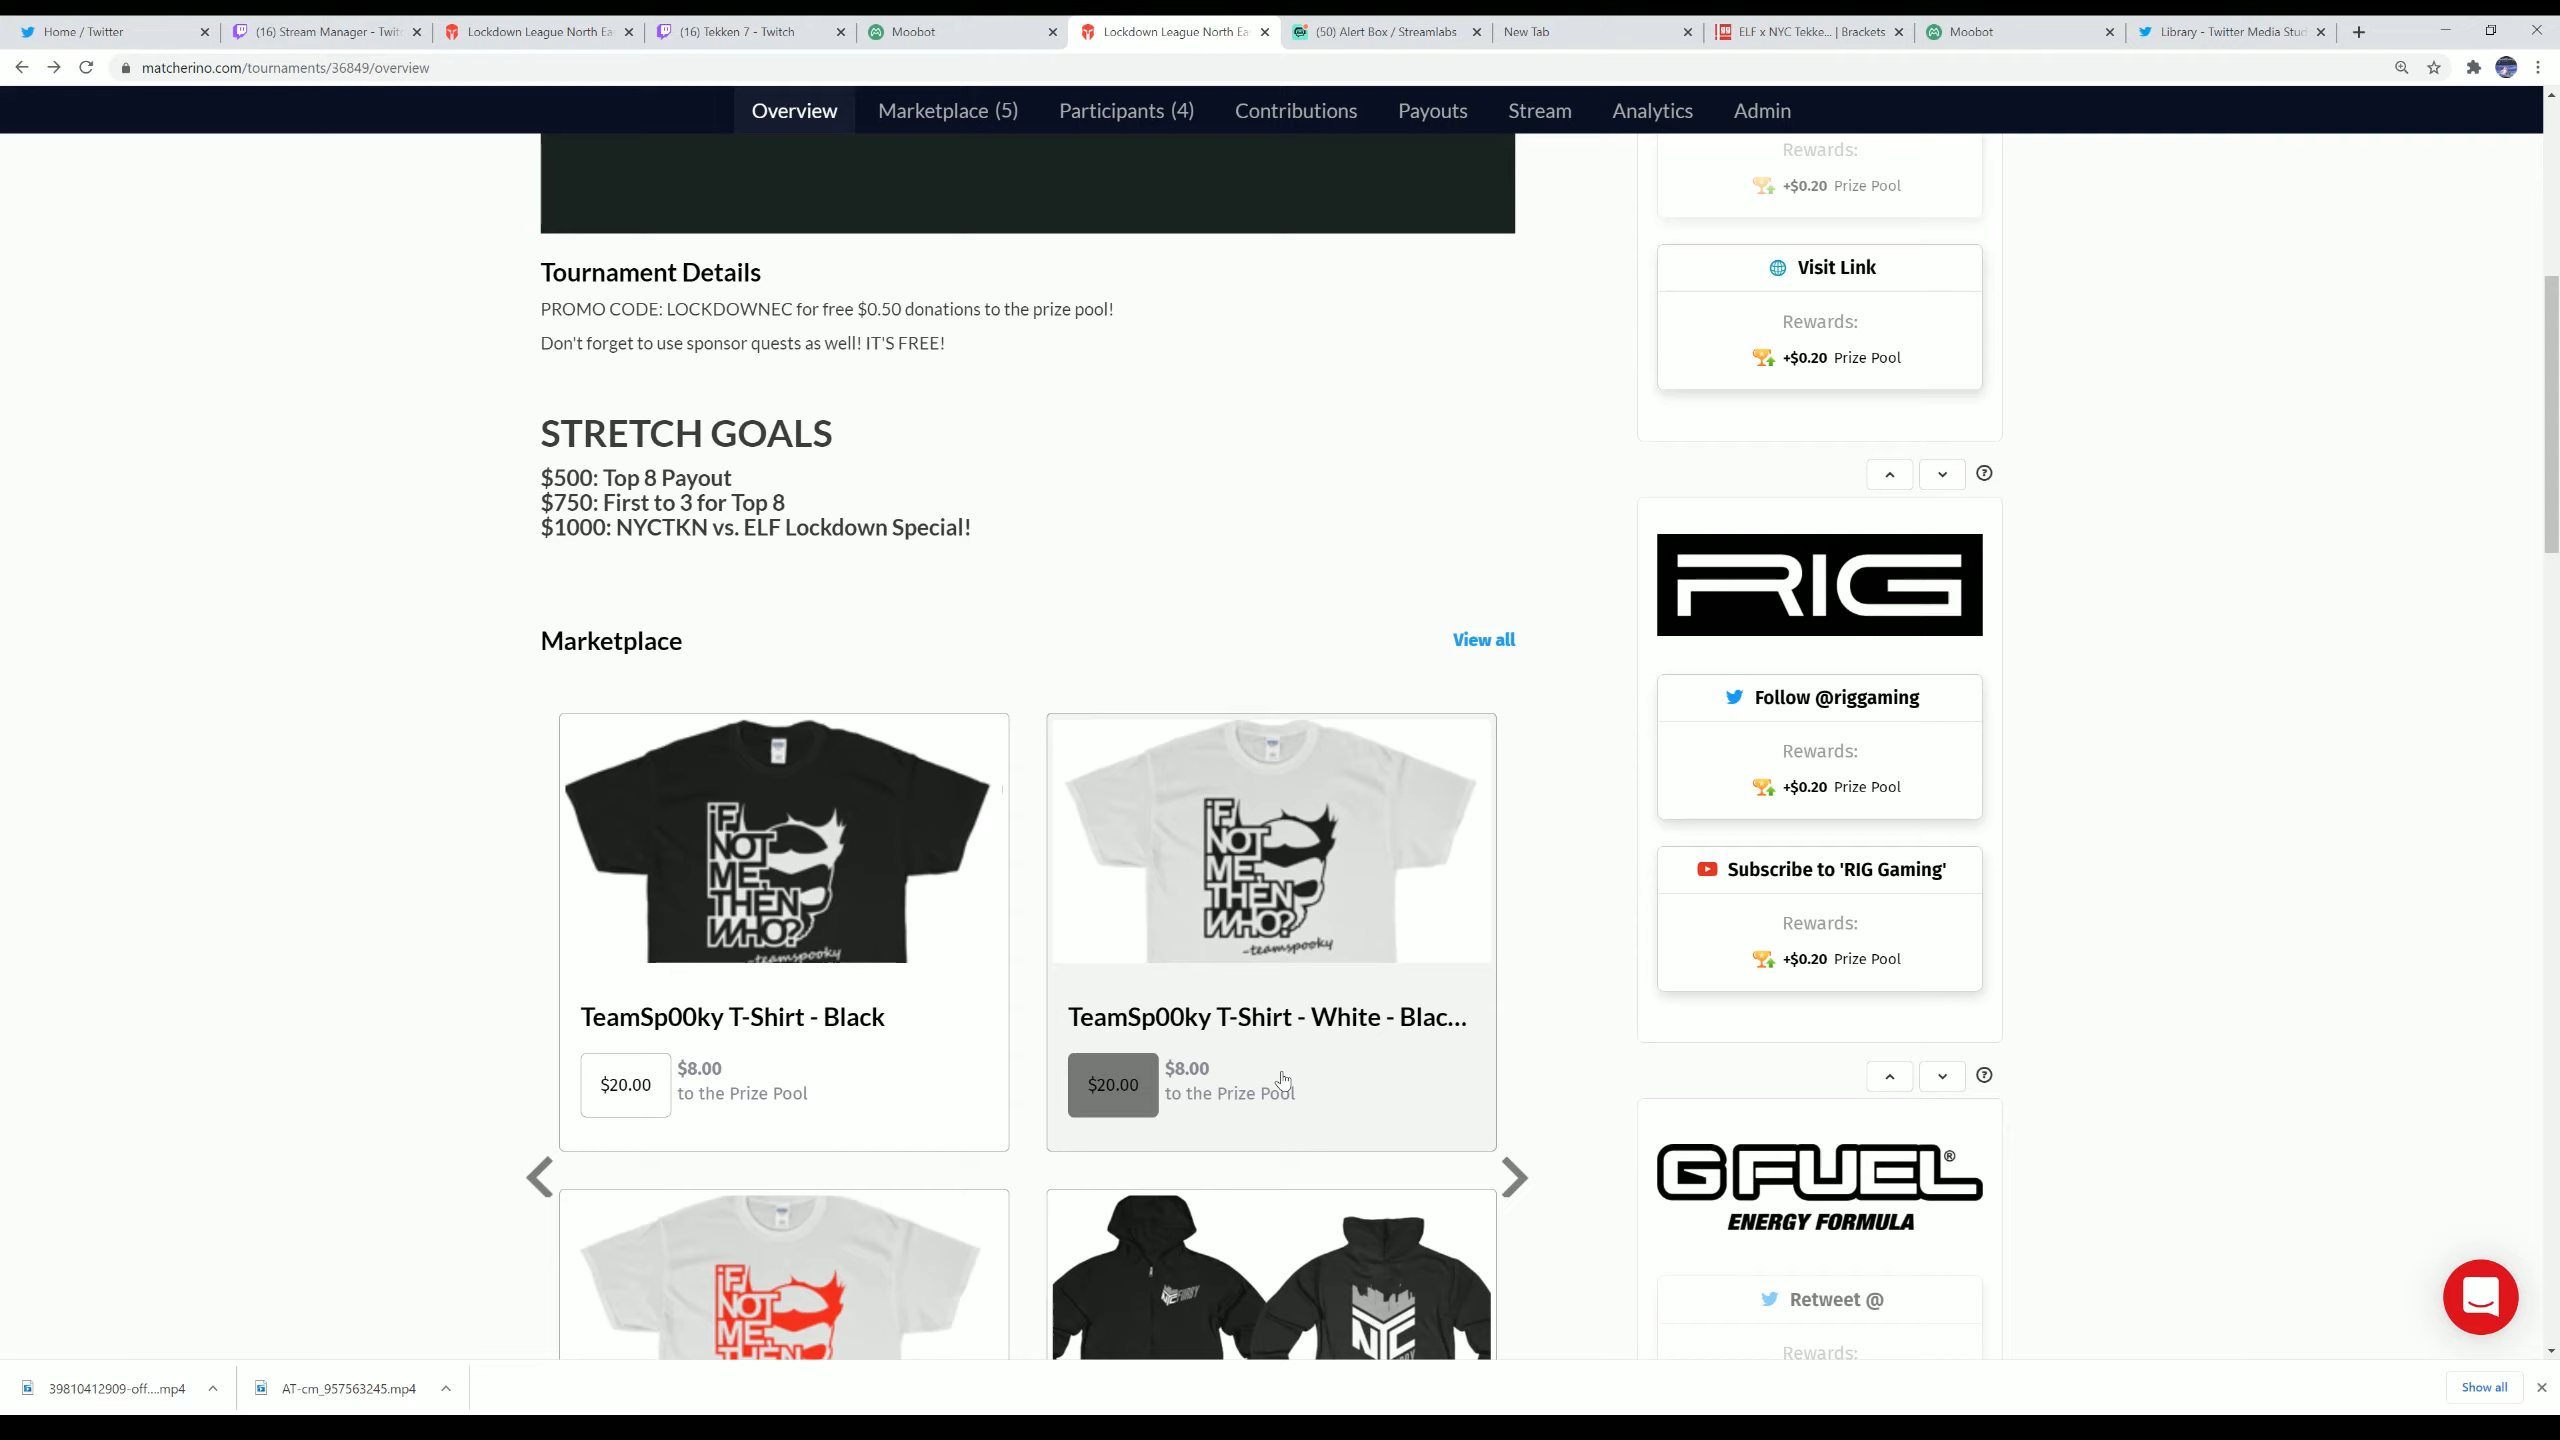 Home / Twitter
(16) Stream Manager - Twitc
Lockdown League North Ea
(16) Tekken 7 - Twitch
Moobot
Lockdown League North Ea
(50) Alert Box / Streamlabs
New Tab
ELF x NYC Tekke... | Brackets
Moobot
Library - Twitter Media Stud
matcherino.com/tournaments/36849/overview
Overview
Marketplace (5)
Participants (4)
Contributions
Payouts
Stream
Analytics
Admin
Tournament Details
PROMO CODE: LOCKDOWNEC for free $0.50 donations to the prize pool!
Don't forget to use sponsor quests as well! IT'S FREE!
STRETCH GOALS
$500: Top 8 Payout
$750: First to 3 for Top 8
$1000: NYCTKN vs. ELF Lockdown Special!
Marketplace
View all
IF
NOT
ME,
THEN
WHO?
-teamspooky
TeamSp00ky T-Shirt - Black
$20.00
$8.00
to the Prize Pool
IF
NOT
ME,
THEN
WHO?
-teamspooky
TeamSp00ky T-Shirt - White - Blac...
$20.00
$8.00
to the Prize Pool
IF
NOT
ME,
THEN
NYC
Rewards:
+$0.20 Prize Pool
Visit Link
Rewards:
+$0.20 Prize Pool
RIG
Follow @riggaming
Rewards:
+$0.20 Prize Pool
Subscribe to 'RIG Gaming'
Rewards:
+$0.20 Prize Pool
G FUEL®
ENERGY FORMULA
Retweet @
Rewards:
39810412909-off....mp4
AT-cm_957563245.mp4
Show all